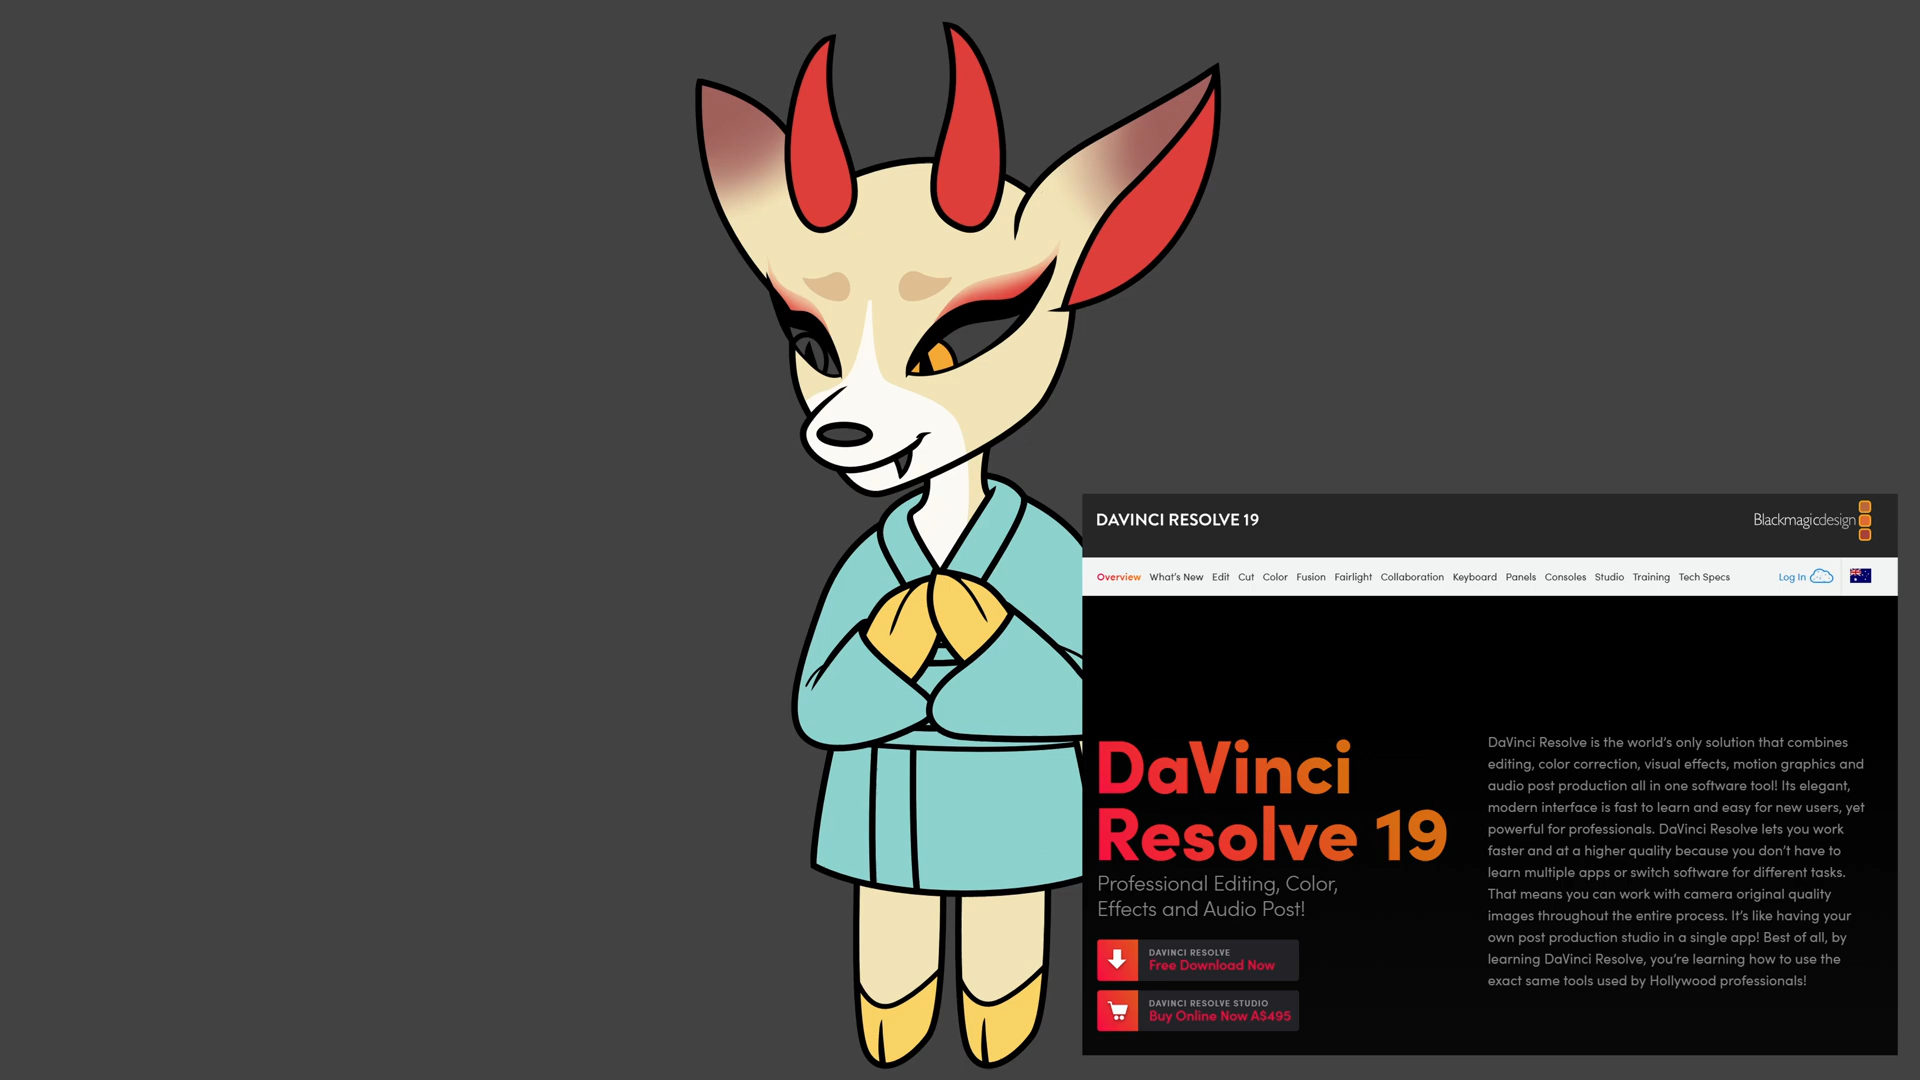 DAVINCI RESOLVE 19
Blackmagicdesign
Overview What's New Edit Cut Color Fusion Fairlight Collaboration Keyboard Panels Consoles Studio Training Tech Specs Log In
DaVinci
Resolve 19
Professional Editing, Color,
Effects and Audio Post!
DAVINCI RESOLVE
Free Download Now
DAVINCI RESOLVE STUDIO
Buy Online Now A$495
DaVinci Resolve is the world's only solution that combines
editing, color correction, visual effects, motion graphics and
audio post production all in one software tool! Its elegant,
modern interface is fast to learn and easy for new users, yet
powerful for professionals. DaVinci Resolve lets you work
faster and at a higher quality because you don't have to
learn multiple apps or switch software for different tasks.
That means you can work with camera original quality
images throughout the entire process. It's like having your
own post production studio in a single app! Best of all, by
learning DaVinci Resolve, you're learning how to use the
exact same tools used by Hollywood professionals!